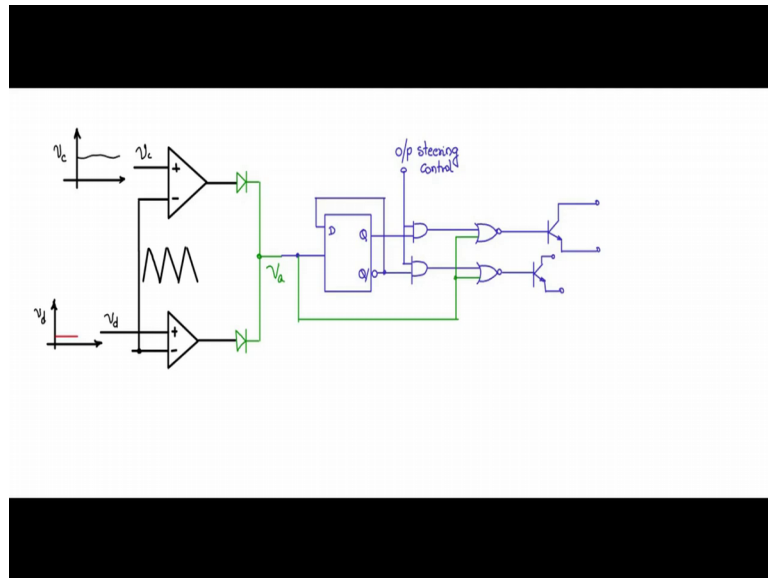 o/p steering
control
Vc
Vc
+
-
D
Q
Va
Q/
Vd
Vd
+
-